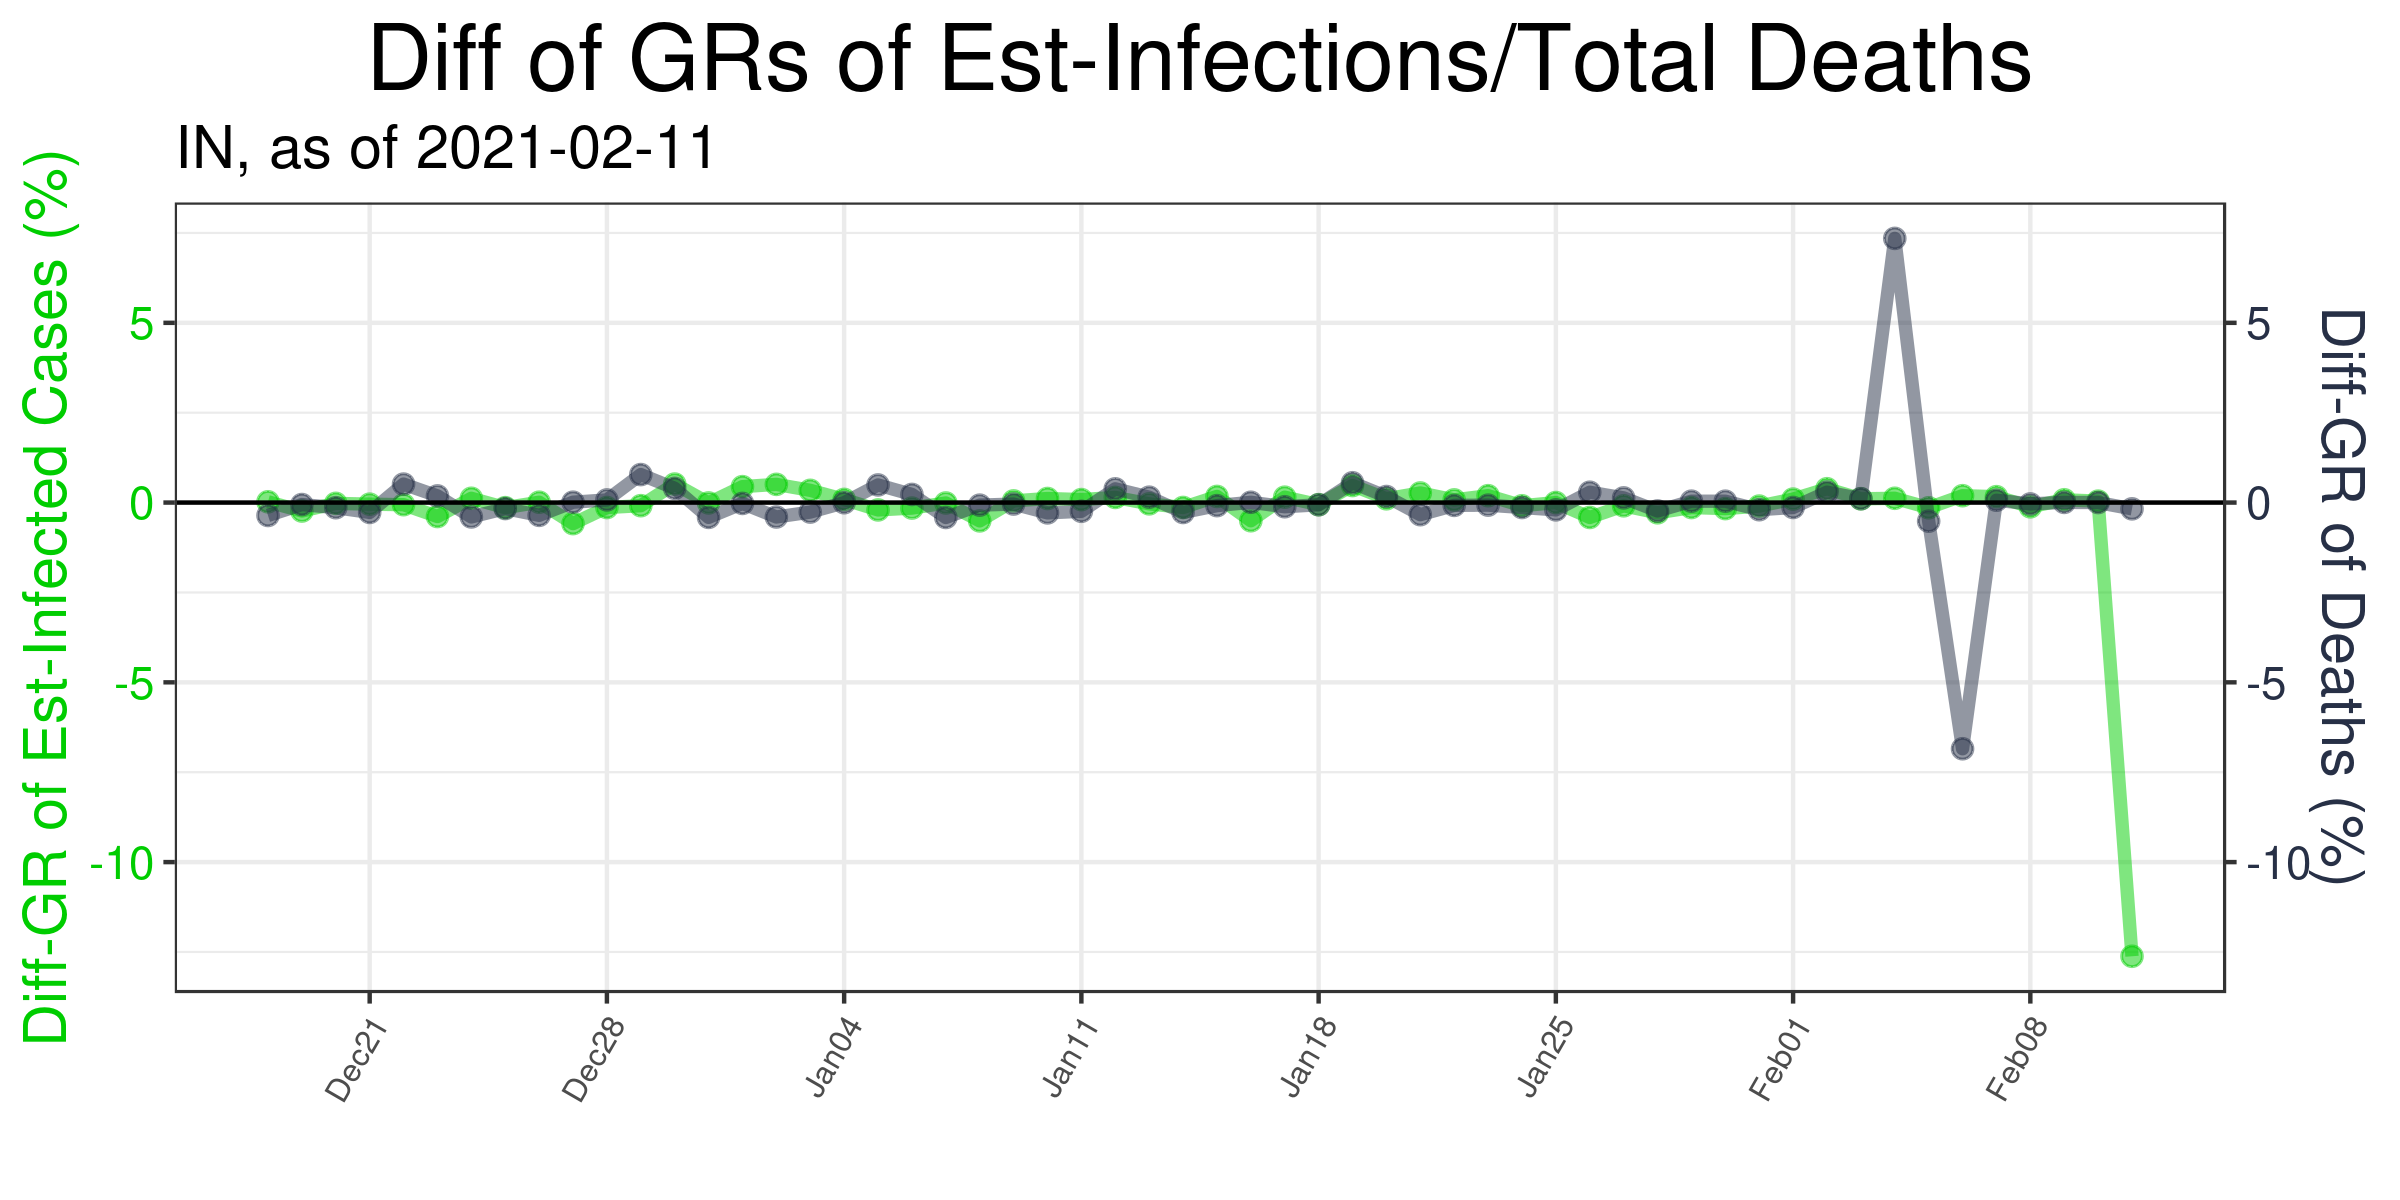 Diff of GRs of Est-Infections/Total Deaths
IN, as of 2021-02-11
Diff-GR of Est-Infected Cases (%)
5
0
-5
-10
5
0
-5
-10
Diff-GR of Deaths (%)
Dec21
Dec28
Jan04
Jan11
Jan18
Jan25
Feb01
Feb08